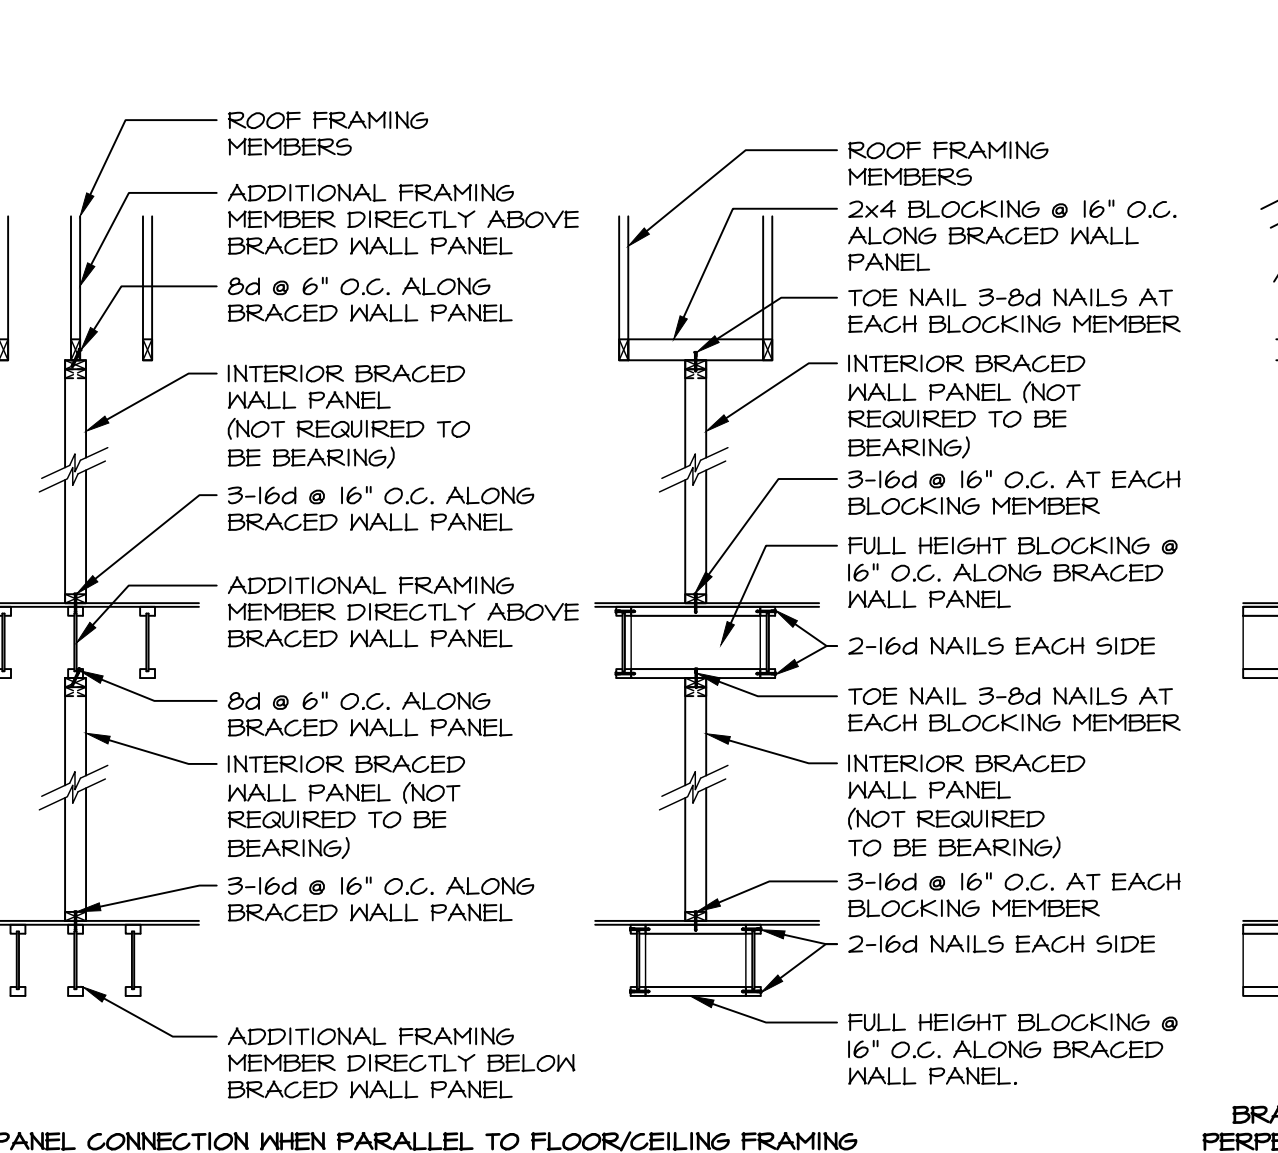 ROOF FRAMING
MEMBERS
ADDITIONAL FRAMING
MEMBER DIRECTLY ABOVE
BRACED WALL PANEL
8d @ 6" O.C. ALONG
BRACED WALL PANEL
INTERIOR BRACED
WALL PANEL
(NOT REQUIRED TO
BE BEARING)
3-16d @ 16" O.C. ALONG
BRACED WALL PANEL
ADDITIONAL FRAMING
MEMBER DIRECTLY ABOVE
BRACED WALL PANEL
8d @ 6" O.C. ALONG
BRACED WALL PANEL
INTERIOR BRACED
WALL PANEL (NOT
REQUIRED TO BE
BEARING)
3-16d @ 16" O.C. ALONG
BRACED WALL PANEL
ADDITIONAL FRAMING
MEMBER DIRECTLY BELOW
BRACED WALL PANEL
ROOF FRAMING
MEMBERS
2x4 BLOCKING @ 16" O.C.
ALONG BRACED WALL
PANEL
TOE NAIL 3-8d NAILS AT
EACH BLOCKING MEMBER
INTERIOR BRACED
WALL PANEL (NOT
REQUIRED TO BE
BEARING)
3-16d @ 16" O.C. AT EACH
BLOCKING MEMBER
FULL HEIGHT BLOCKING @
16" O.C. ALONG BRACED
WALL PANEL
2-16d NAILS EACH SIDE
TOE NAIL 3-8d NAILS AT
EACH BLOCKING MEMBER
INTERIOR BRACED
WALL PANEL
(NOT REQUIRED
TO BE BEARING)
3-16d @ 16" O.C. AT EACH
BLOCKING MEMBER
2-16d NAILS EACH SIDE
FULL HEIGHT BLOCKING @
16" O.C. ALONG BRACED
WALL PANEL.
PANEL CONNECTION WHEN PARALLEL TO FLOOR/CEILING FRAMING